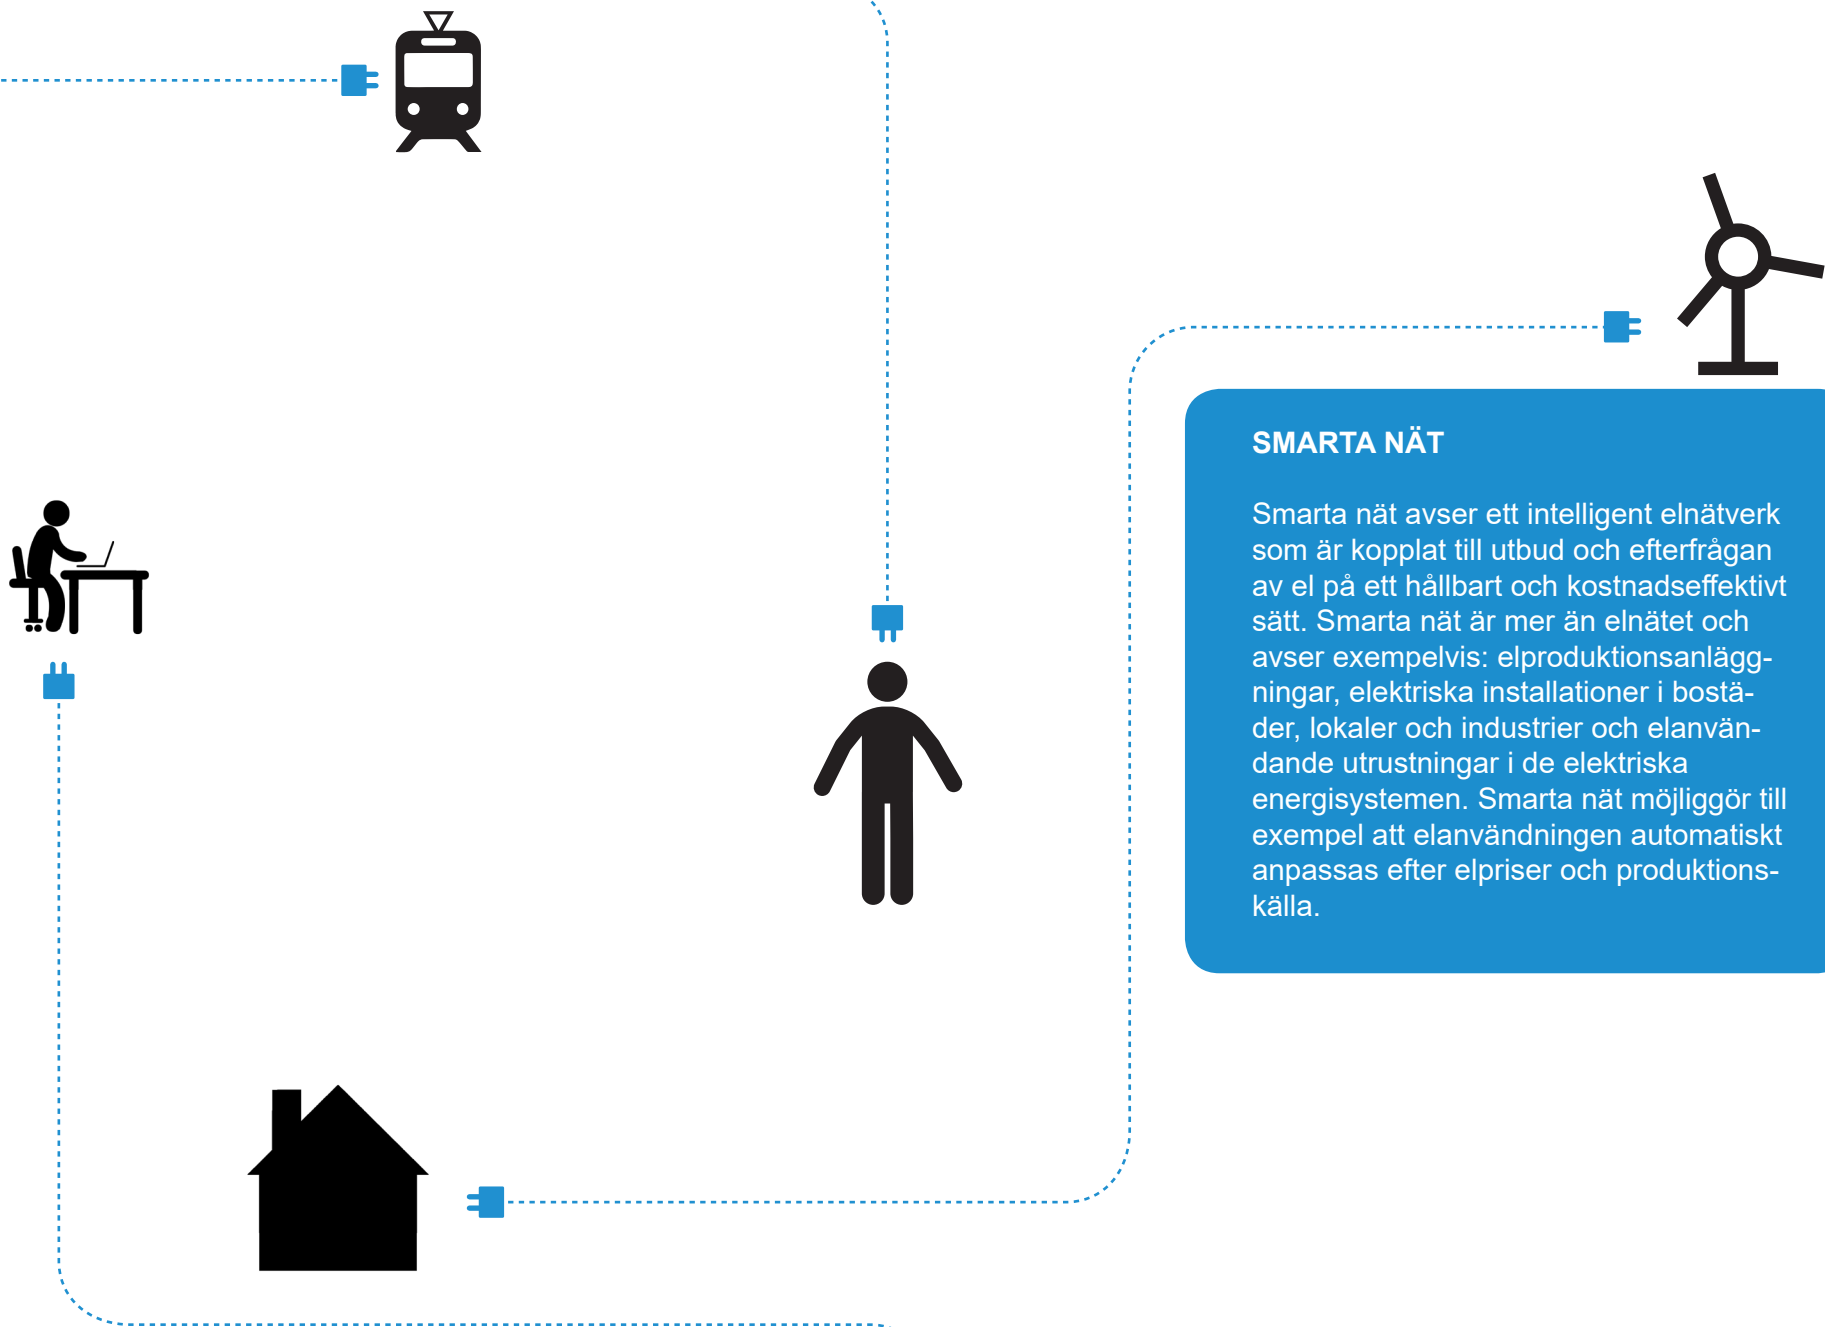 SMARTA NÄT
Smarta nät avser ett intelligent elnätverk
som är kopplat till utbud och efterfrågan
av el på ett hållbart och kostnadseffektivt
sätt. Smarta nät är mer än elnätet och
avser exempelvis: elproduktionsanlägg-
ningar, elektriska installationer i bostä-
der, lokaler och industrier och elanvän-
dande utrustningar i de elektriska
energisystemen. Smarta nät möjliggör till
exempel att elanvändningen automatiskt
anpassas efter elpriser och produktions-
källa.